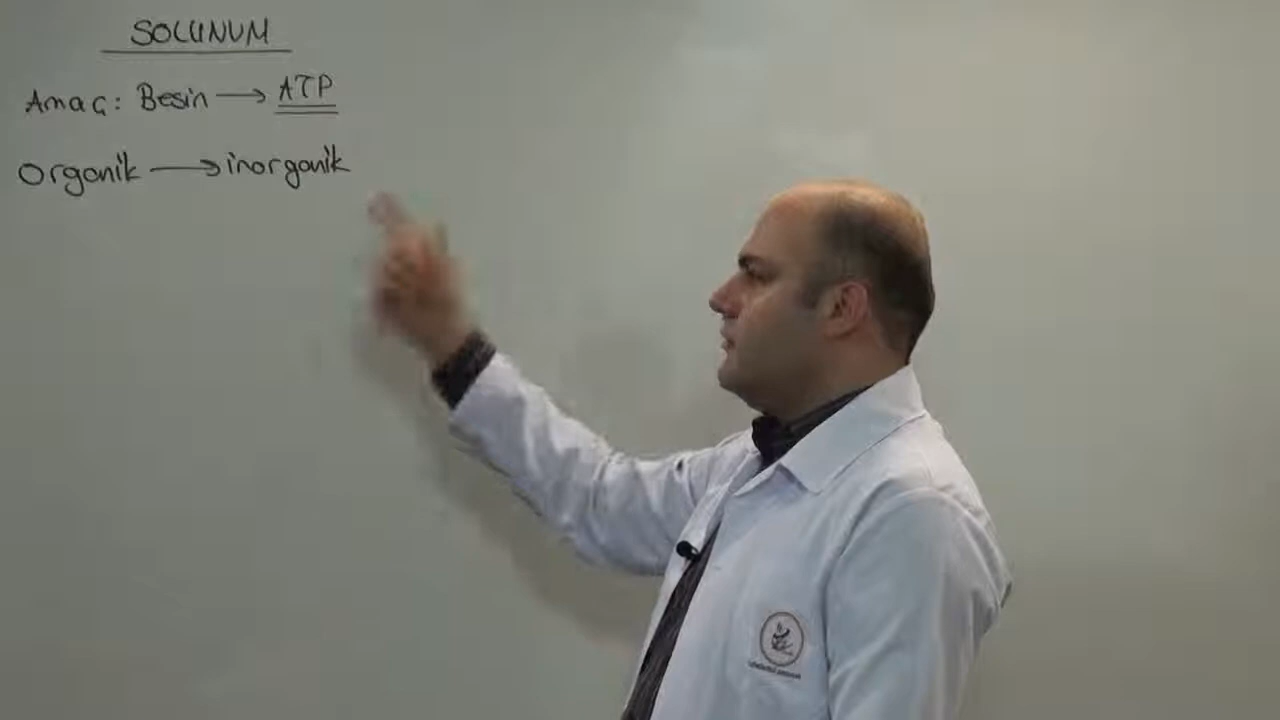 SOLUNUM
Amaç: Besin → ATP
Organik → inorganik